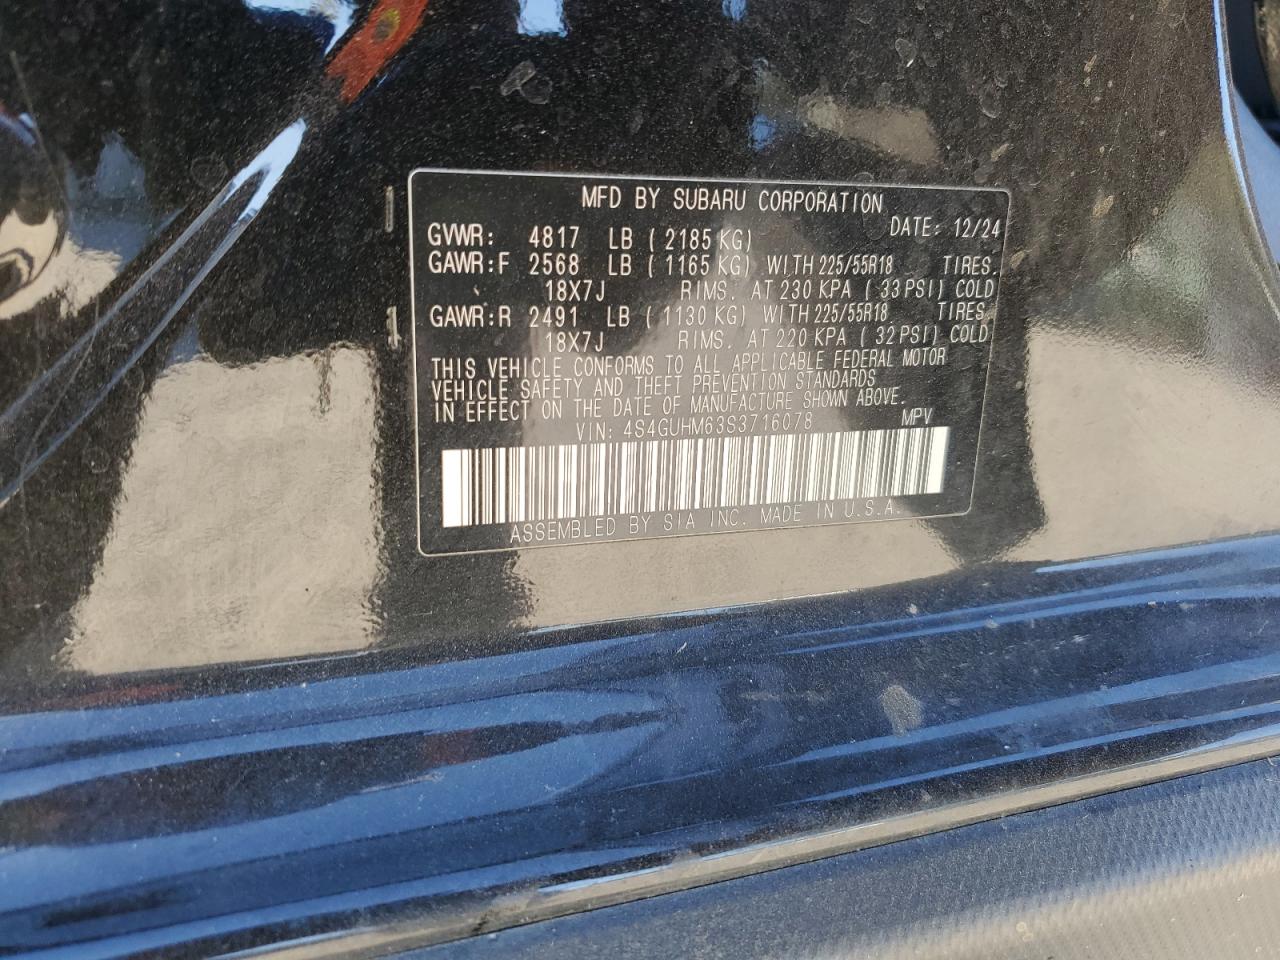 MFD BY SUBARU CORPORATION
DATE: 12/24
GVWR: 4817 LB (2185 KG)
GAWR:F 2568 LB (1165 KG) WITH 225/55R18 TIRES.
18X7J RIMS. AT 230 KPA (33 PSI) COLD
GAWR:R 2491 LB (1130 KG) WITH 225/55R18 TIRES.
18X7J RIMS. AT 220 KPA (32 PSI) COLD
THIS VEHICLE CONFORMS TO ALL APPLICABLE FEDERAL MOTOR
VEHICLE SAFETY AND THEFT PREVENTION STANDARDS
IN EFFECT ON THE DATE OF MANUFACTURE SHOWN ABOVE.
VIN: 4S4GUHM63S3716078 MPV
ASSEMBLED BY SIA INC. MADE IN U.S.A.